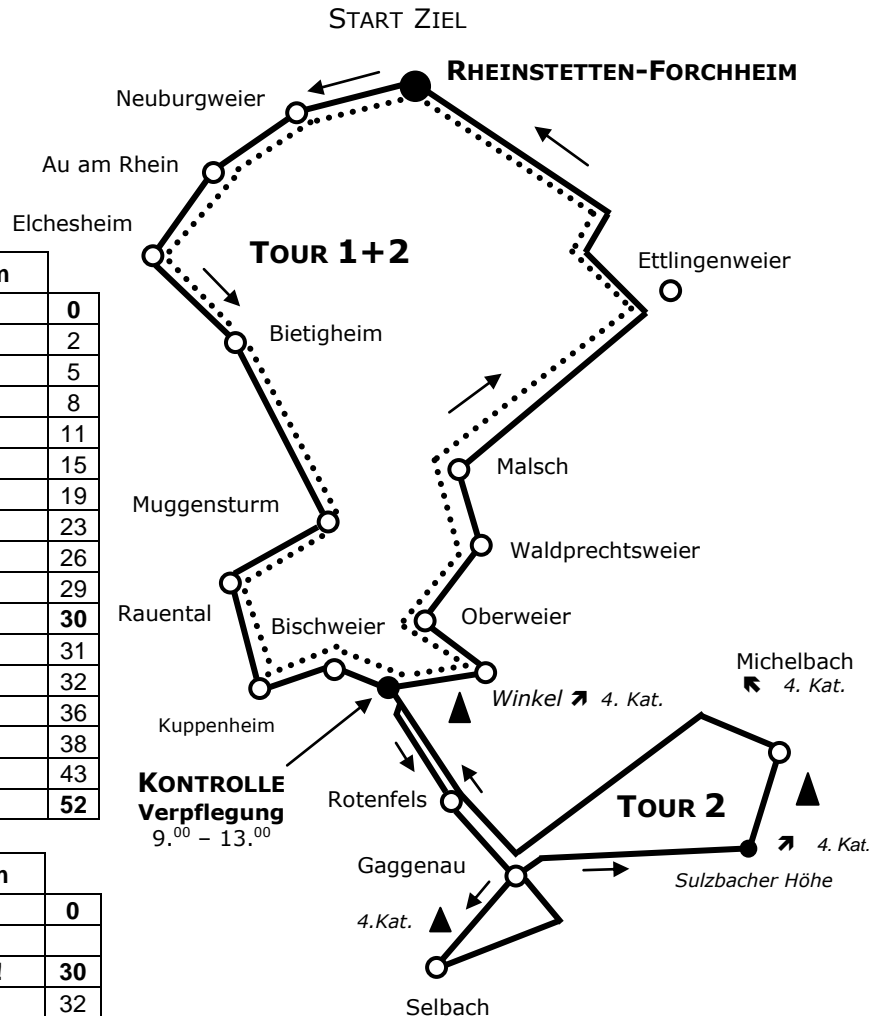 START ZIEL
RHEINSTETTEN-FORCHHEIM
Neuburgweier
Au am Rhein
Elchesheim
TOUR 1+2
Ettlingenweier
Bietigheim
Malsch
Muggensturm
Waldprechtsweier
Rauental
Bischweier
Oberweier
Michelbach
4. Kat.
Winkel 4. Kat.
Kuppenheim
KONTROLLE
Verpflegung
9.00 – 13.00
Rotenfels
TOUR 2
4. Kat.
Gaggenau
Sulzbacher Höhe
4.Kat.
Selbach
0
2
5
8
11
15
19
23
26
29
30
31
32
36
38
43
52
0
30
32